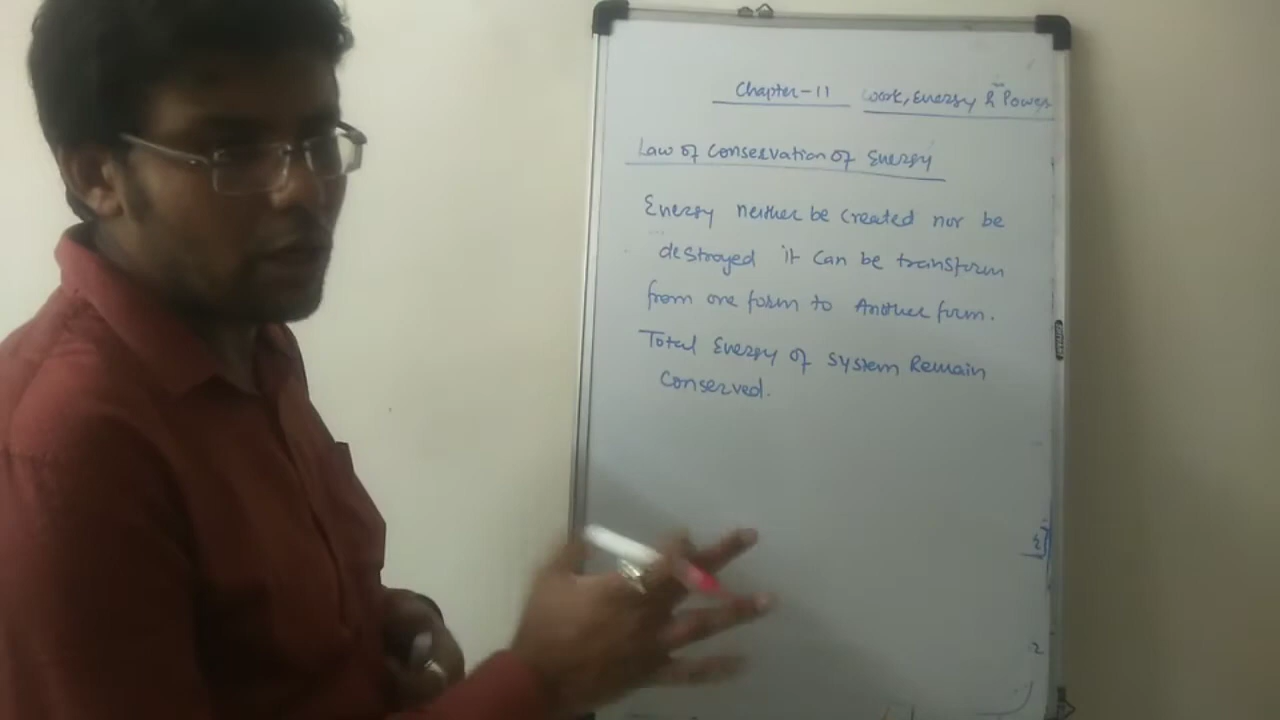 Chapter-11 Work, Energy & Power
Law of Conservation of Energy
Energy neither be created nor be
destroyed it can be transform
from one form to Another form.
Total Energy of system Remain
Conserved.
2